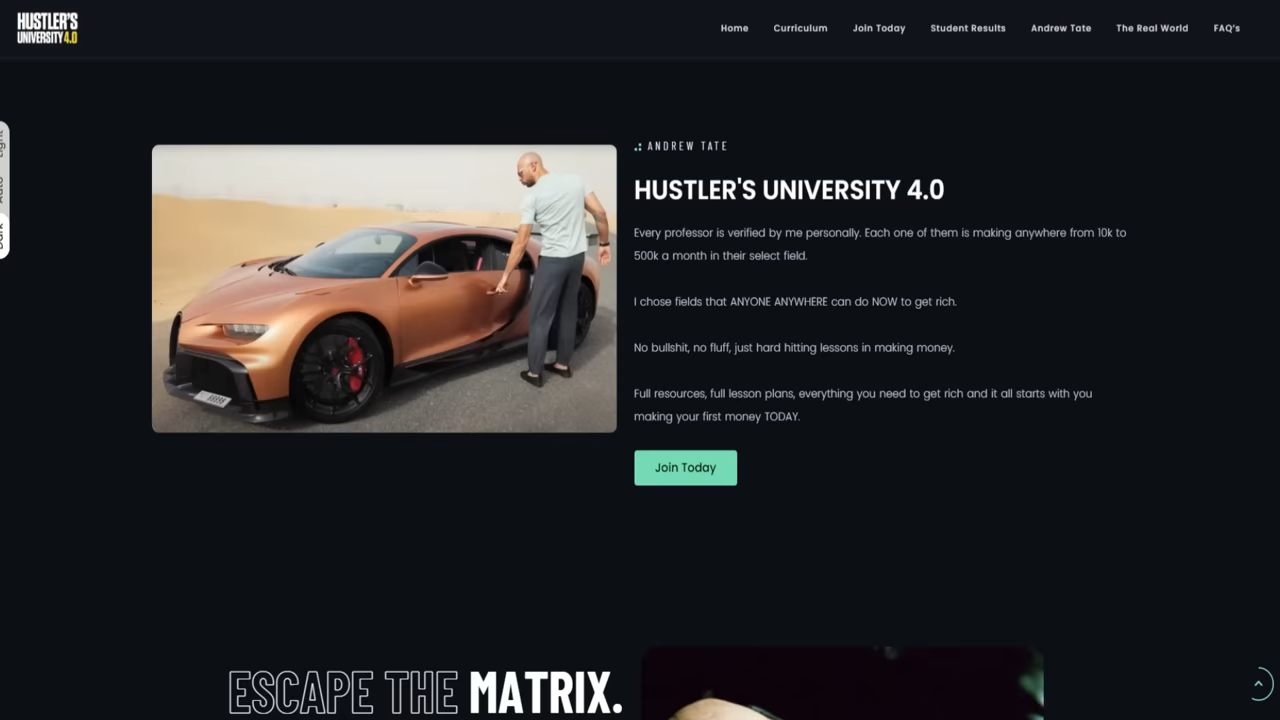 HUSTLER'S
UNIVERSITY 4.0
Home Curriculum Join Today Student Results Andrew Tate The Real World FAQ's
Light
Auto
Dark
ANDREW TATE
HUSTLER'S UNIVERSITY 4.0
Every professor is verified by me personally. Each one of them is making anywhere from 10k to
500k a month in their select field.
I chose fields that ANYONE ANYWHERE can do NOW to get rich.
No bullshit, no fluff, just hard hitting lessons in making money.
Full resources, full lesson plans, everything you need to get rich and it all starts with you
making your first money TODAY.
Join Today
ESCAPE THE MATRIX.